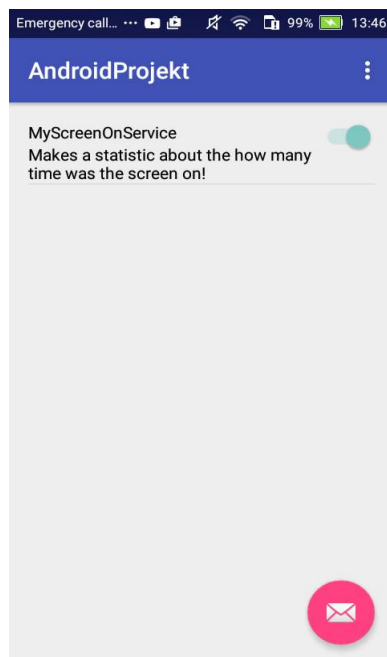 Emergency call... ... 99% 13:46
AndroidProjekt
MyScreenOnService
Makes a statistic about the how many
time was the screen on!